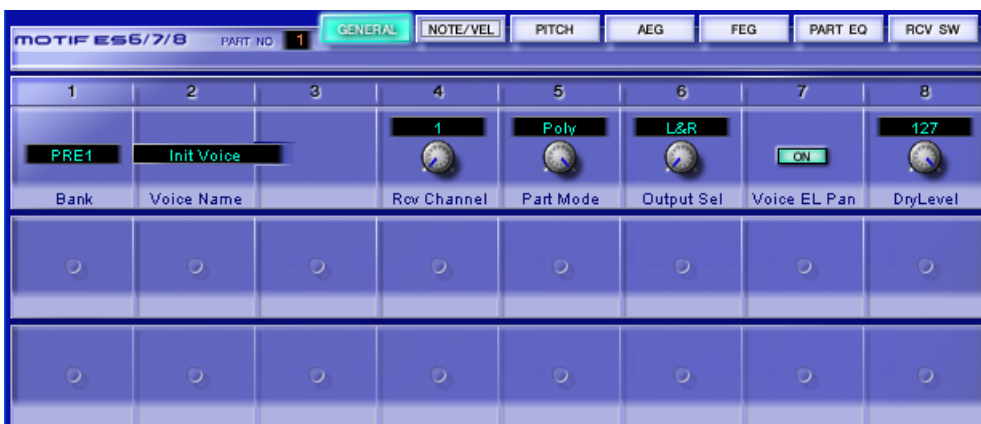 GENERAL NOTE/VEL PITCH AEG FEG PART EQ RCV SW
MOTIF ES6/7/8 PART NO 1
1 2 3 4 5 6 7 8
1 Poly L&R 127
PRE1 Init Voice ON
Bank Voice Name Rcv Channel Part Mode Output Sel Voice EL Pan DryLevel